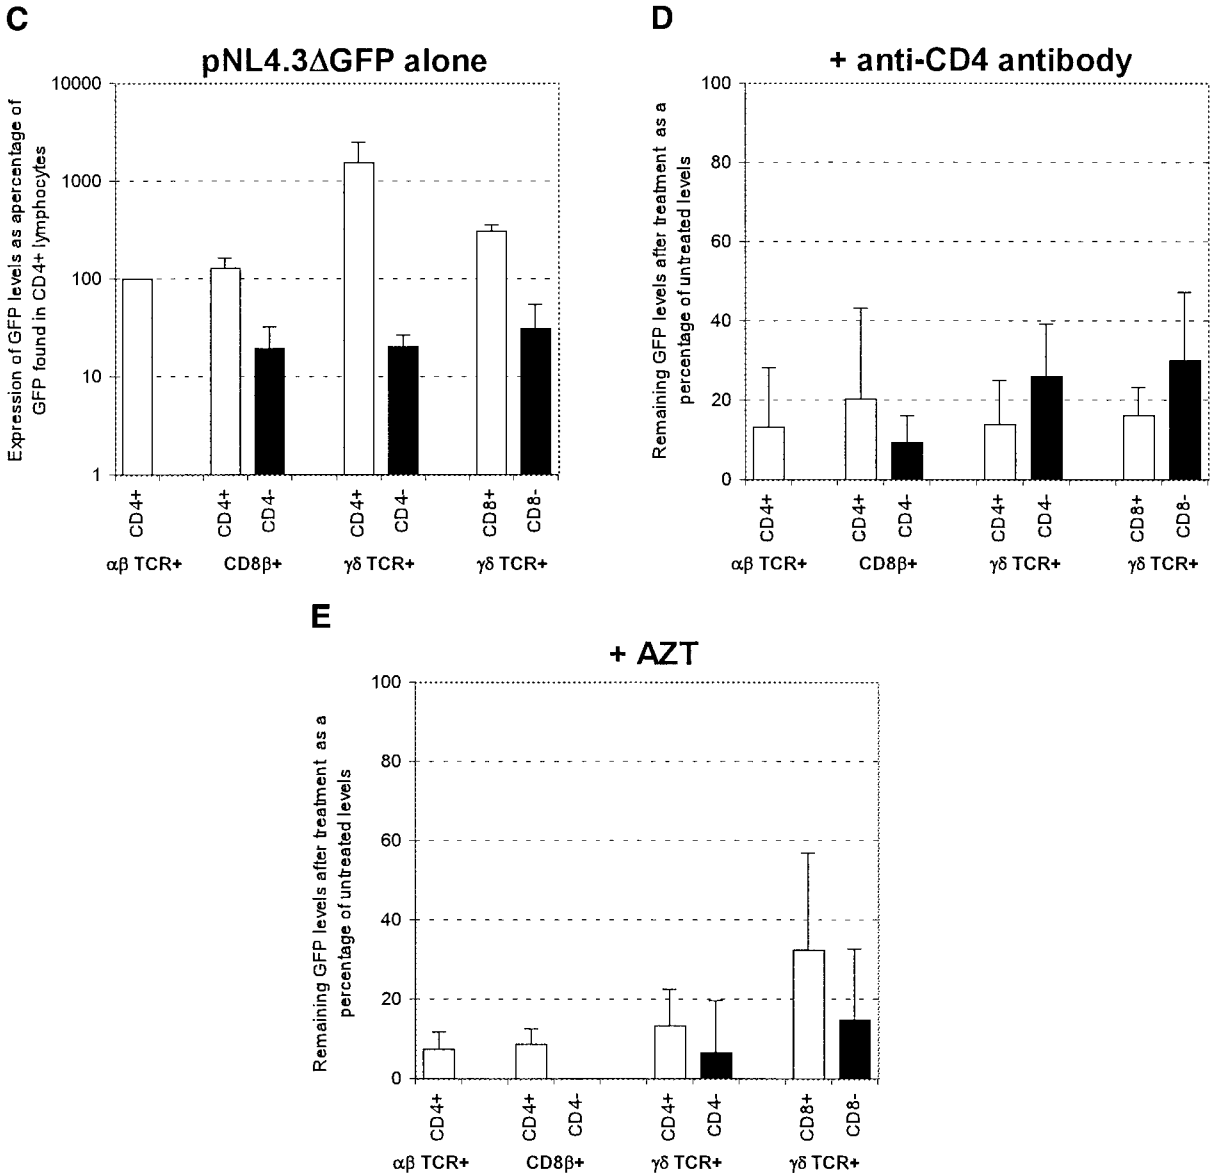 C
pNL4.3ΔGFP alone
Expression of GFP levels as apercentage of
GFP found in CD4+ lymphocytes
10000
1000
100
10
1
CD4+
CD4+
CD4-
CD4+
CD4-
CD8+
CD8-
αβ TCR+
CD8β+
γδ TCR+
γδ TCR+
D
+ anti-CD4 antibody
Remaining GFP levels after treatment as a
percentage of untreated levels
100
80
60
40
20
0
CD4+
CD4+
CD4-
CD4+
CD4-
CD8+
CD8-
αβ TCR+
CD8β+
γδ TCR+
γδ TCR+
E
+ AZT
Remaining GFP levels after treatment as a
percentage of untreated levels
100
80
60
40
20
0
CD4+
CD4+
CD4-
CD4+
CD4-
CD8+
CD8-
αβ TCR+
CD8β+
γδ TCR+
γδ TCR+